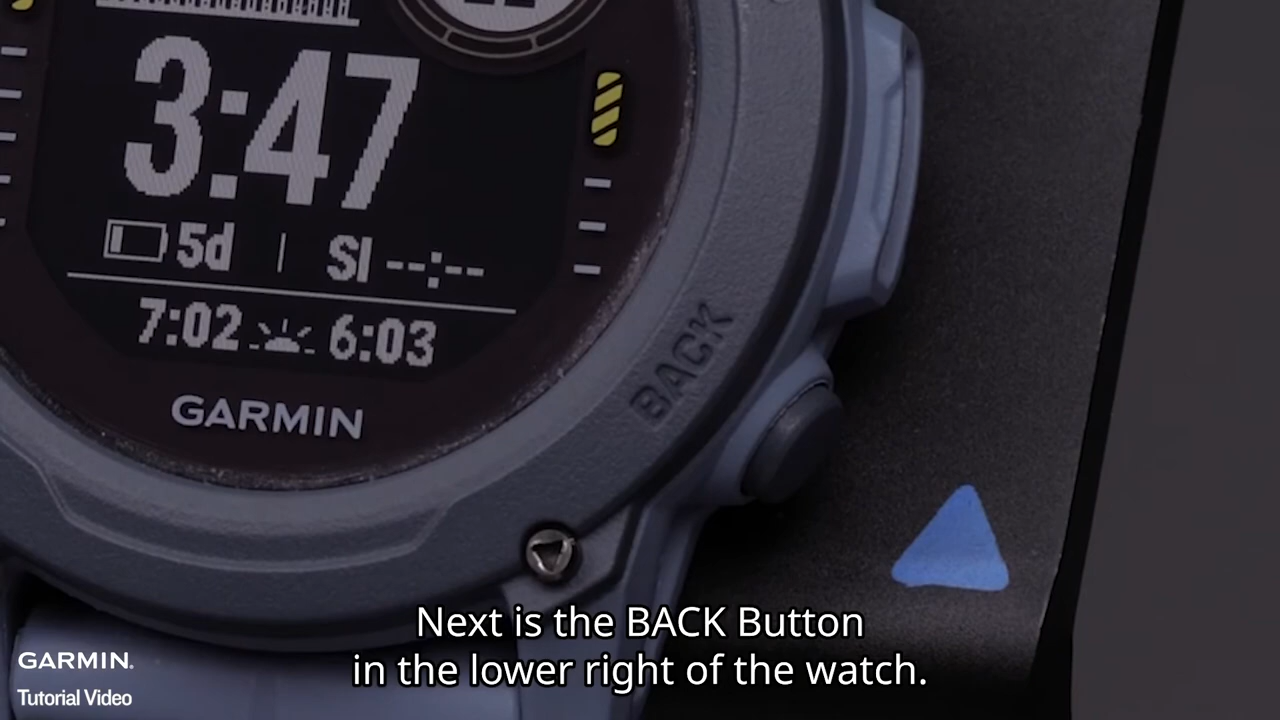 3:47
5d | SI --:--
7:02 6:03
GARMIN
BACK
Next is the BACK Button
in the lower right of the watch.
GARMIN.
Tutorial Video